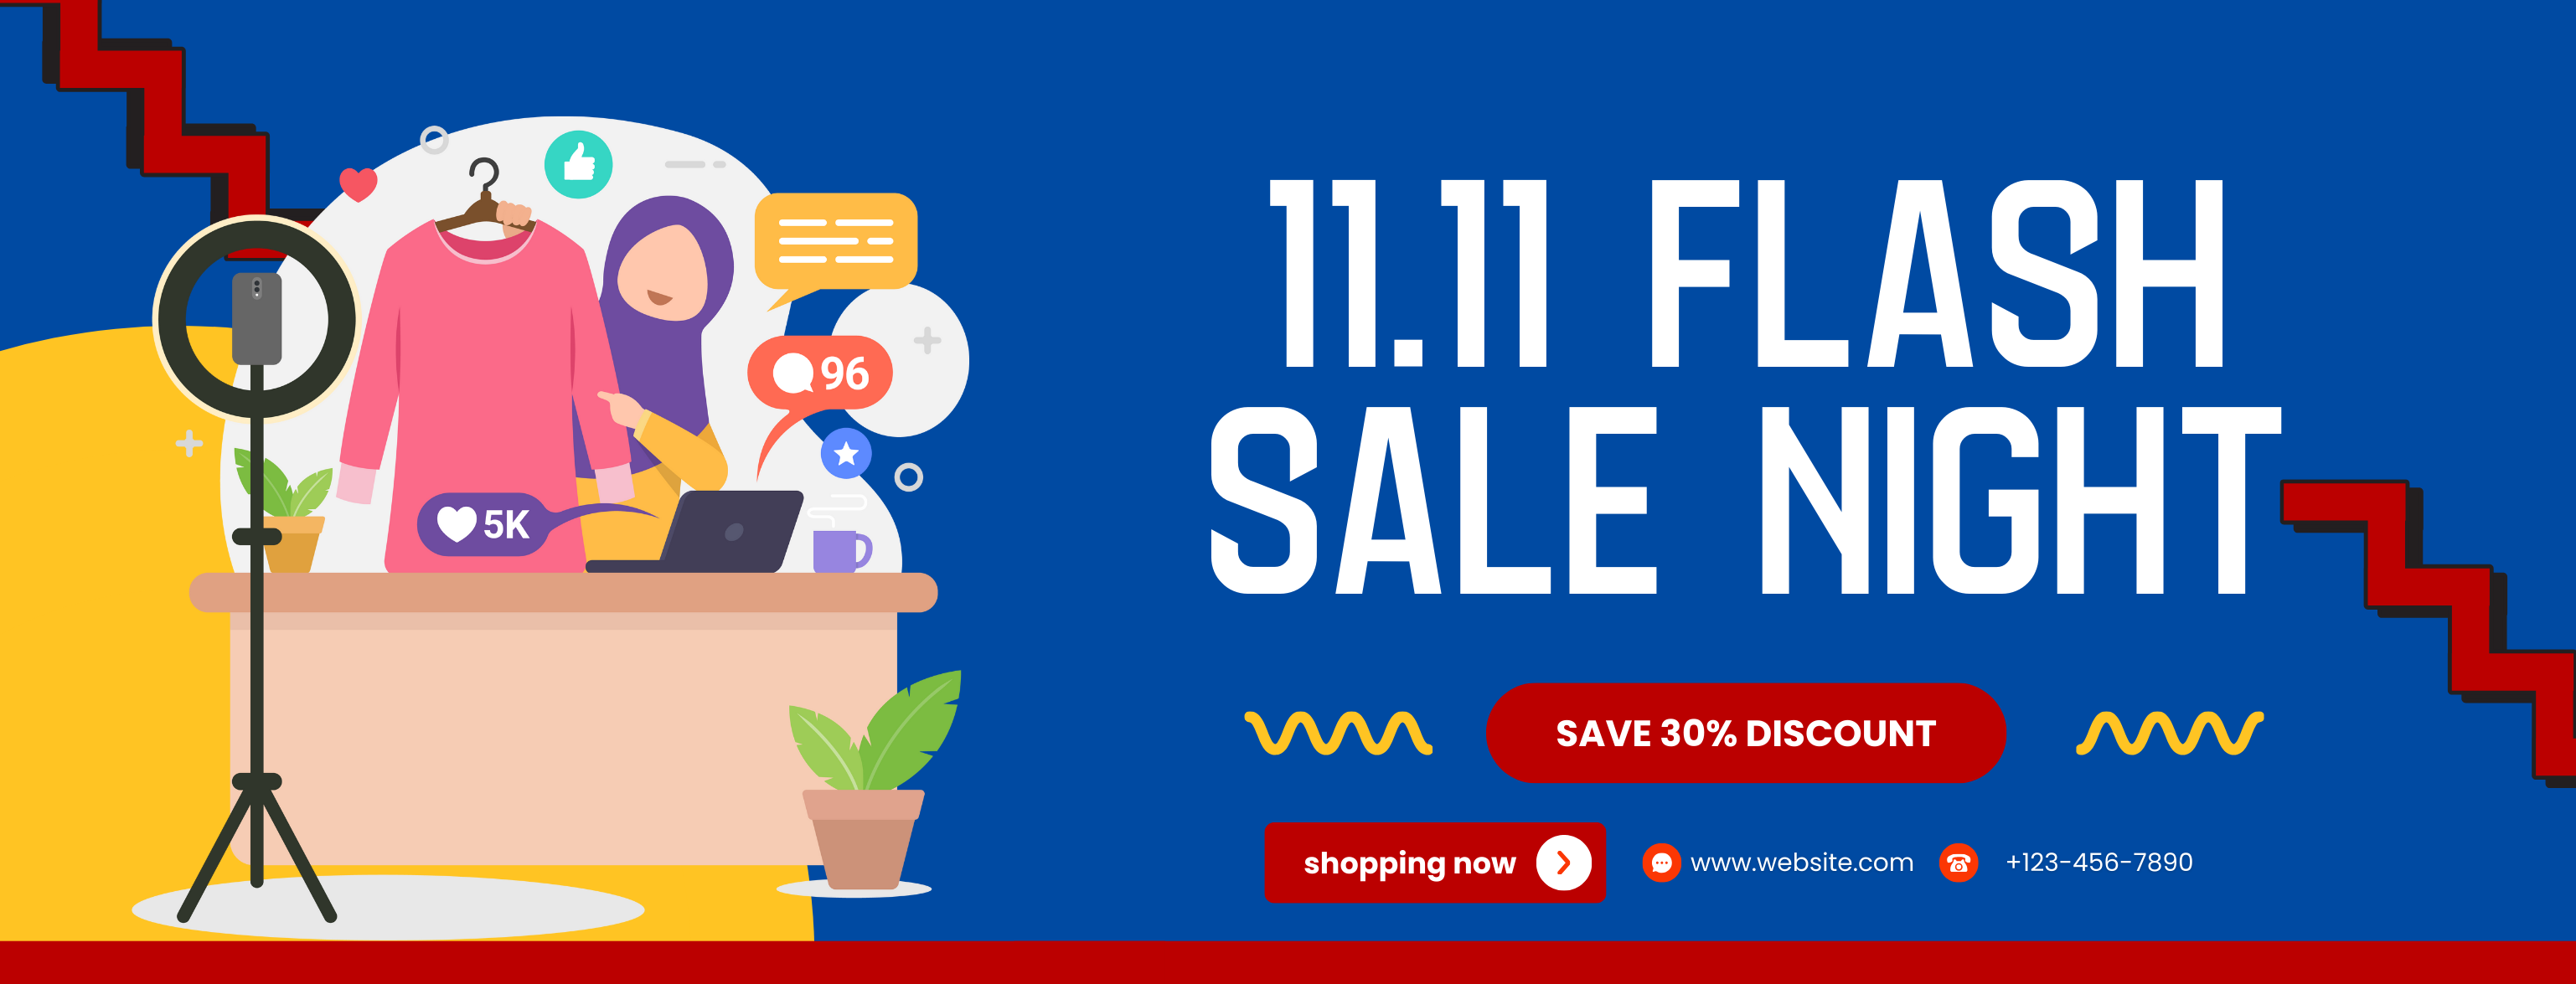 11.11 FLASH
SALE NIGHT
96
5K
SAVE 30% DISCOUNT
shopping now
www.website.com
+123-456-7890